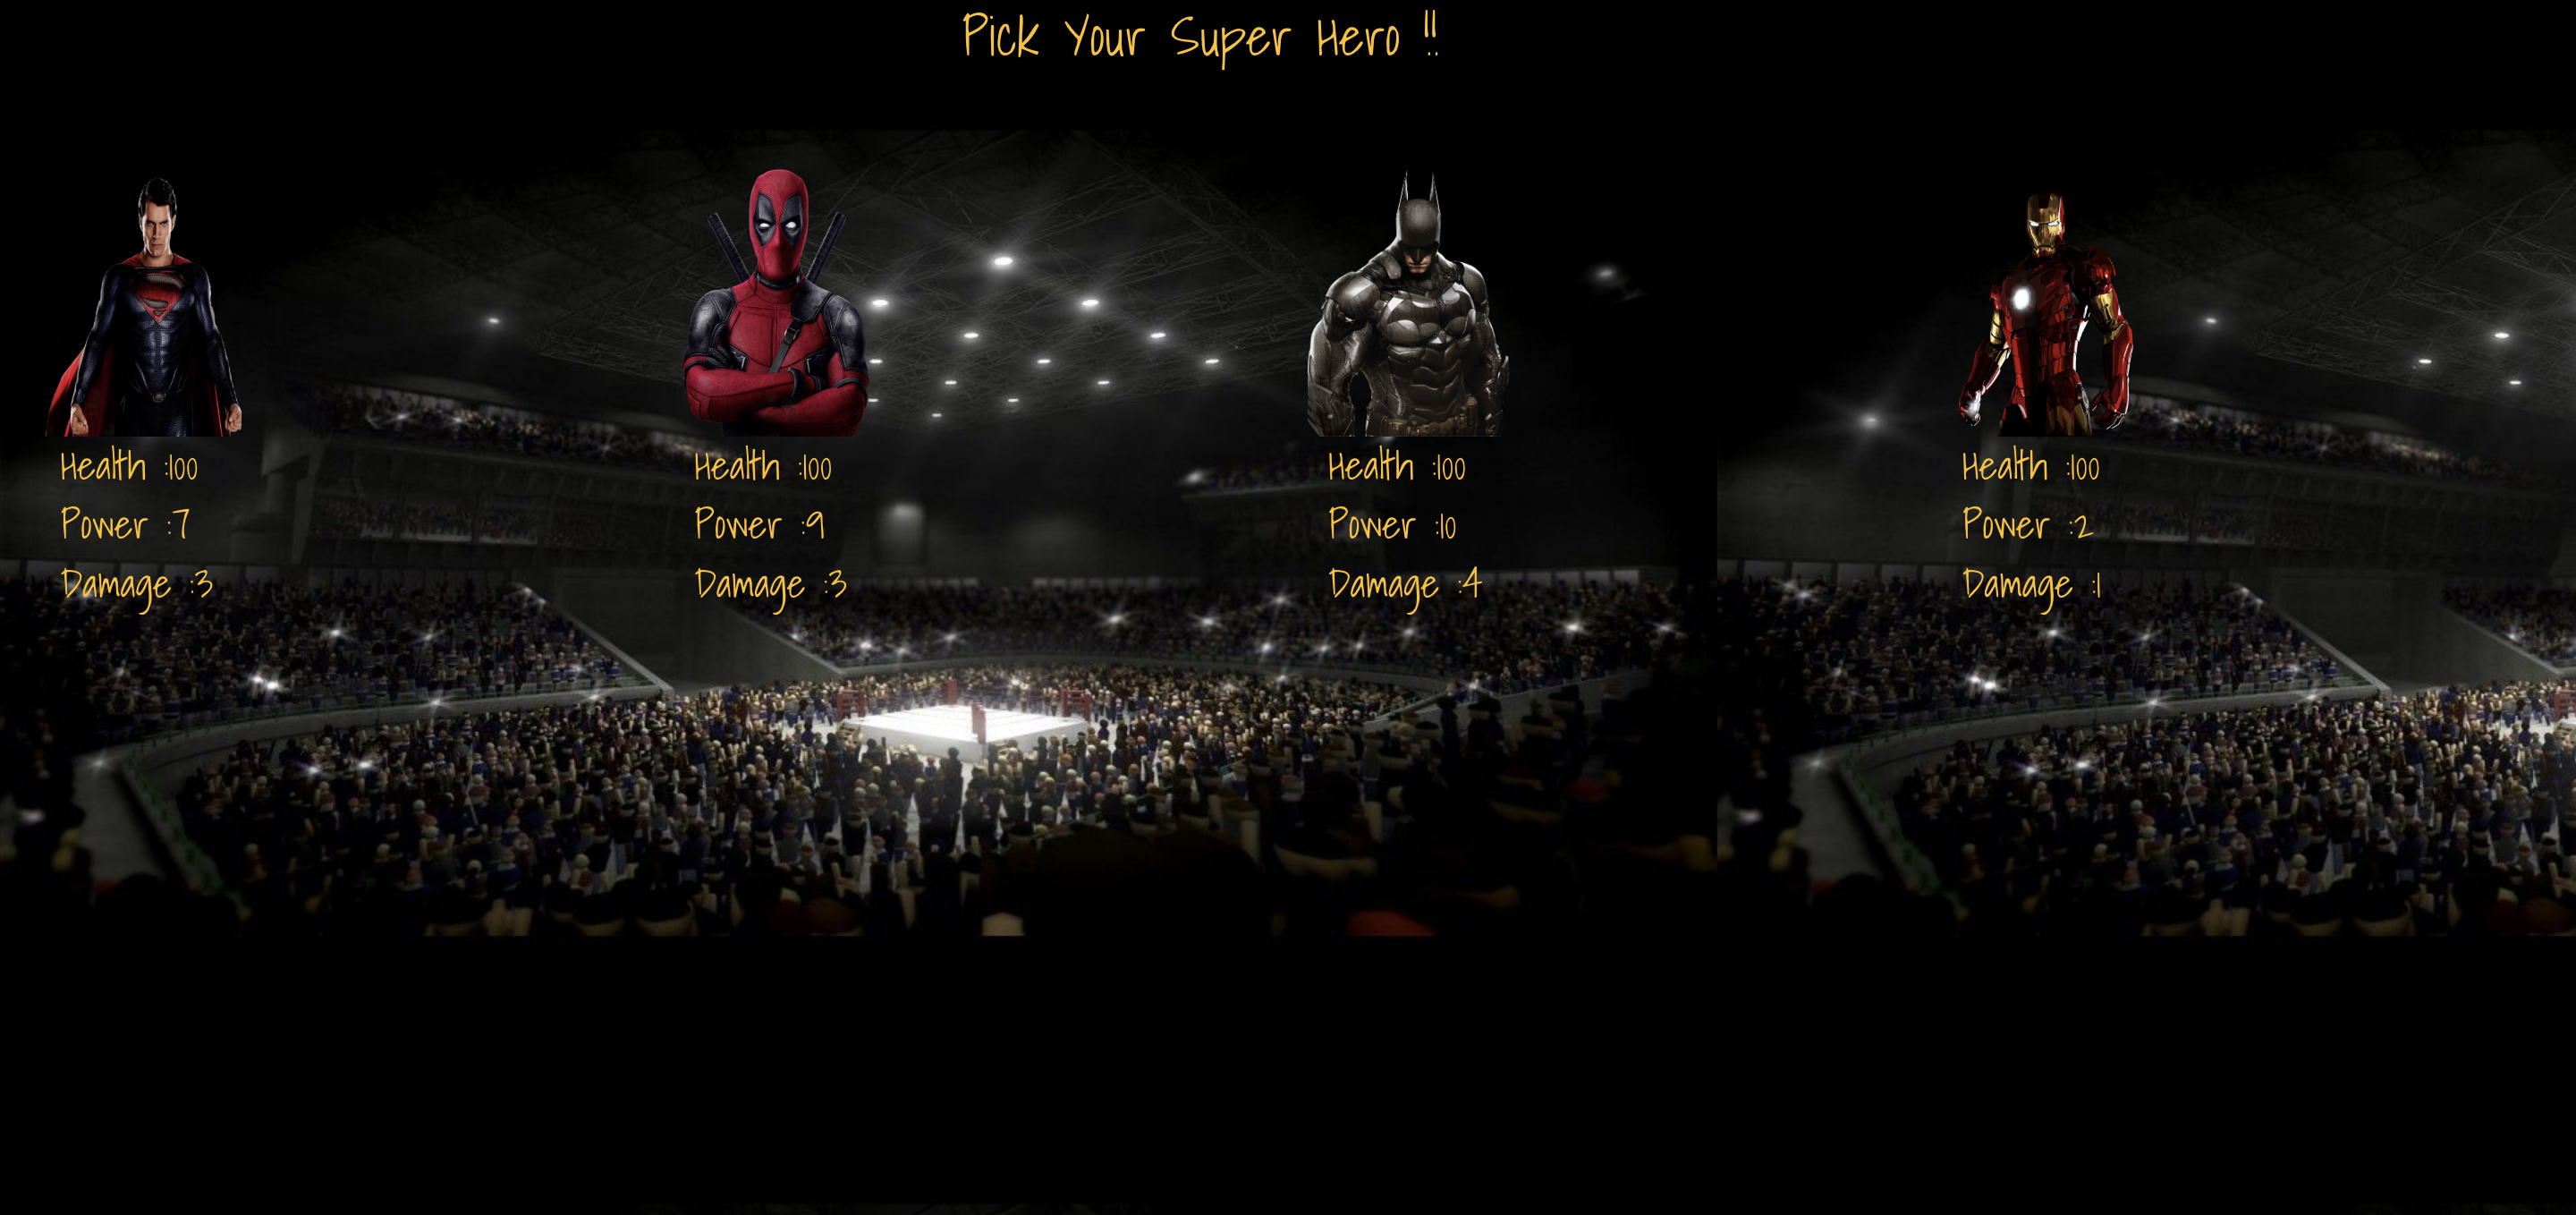 Pick Your Super Hero !!
Health :100
Power :7
Damage :3
Health :100
Power :9
Damage :3
Health :100
Power :10
Damage :4
Health :100
Power :2
Damage :1